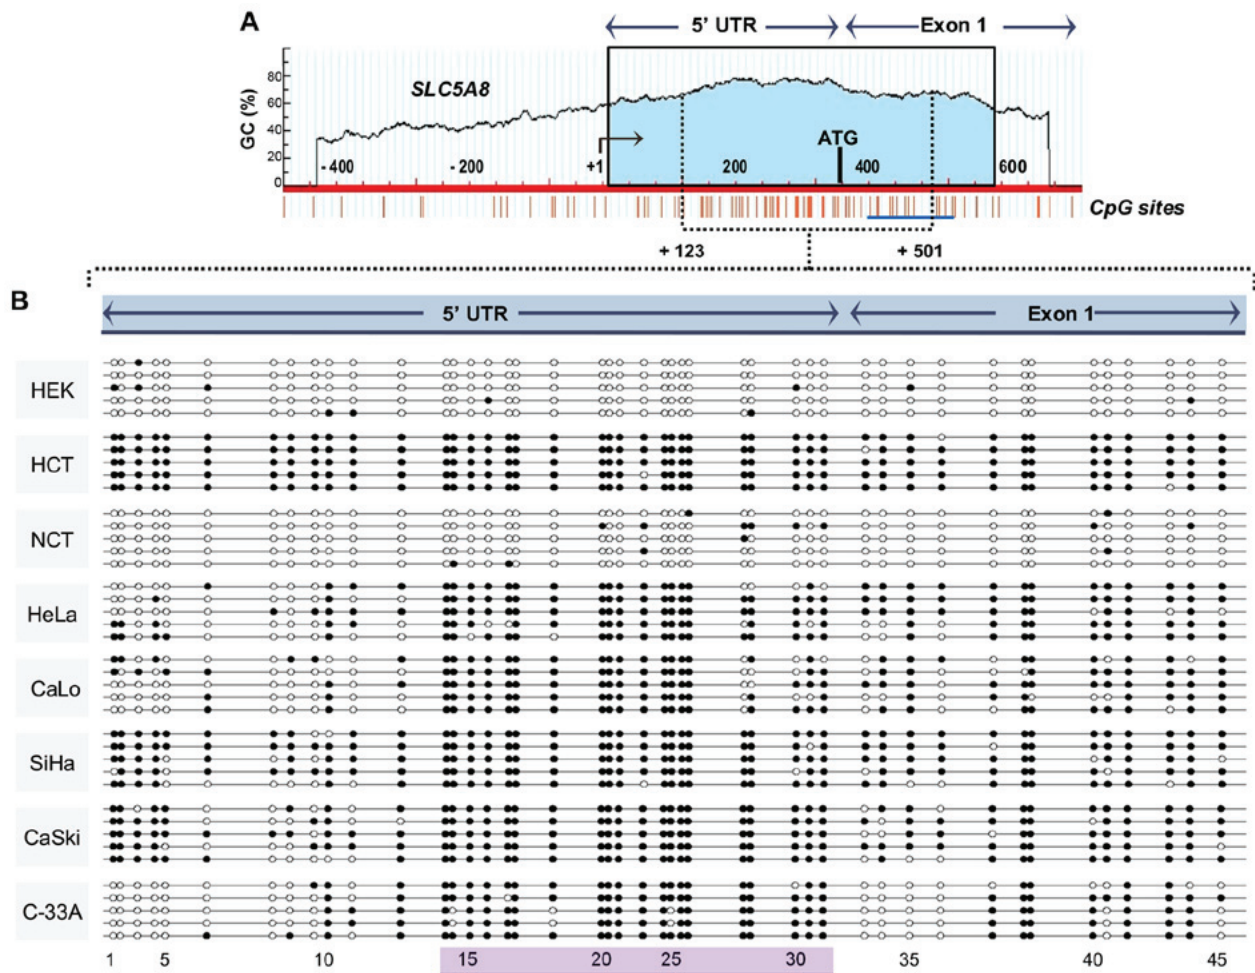 A
5' UTR Exon 1
SLC5A8
GC (%)
80
60
40
20
0
- 400 - 200 +1 200 ATG 400 600
CpG sites
+ 123 + 501
B
5' UTR Exon 1
HEK
HCT
NCT
HeLa
CaLo
SiHa
CaSki
C-33A
1 5 10 15 20 25 30 35 40 45